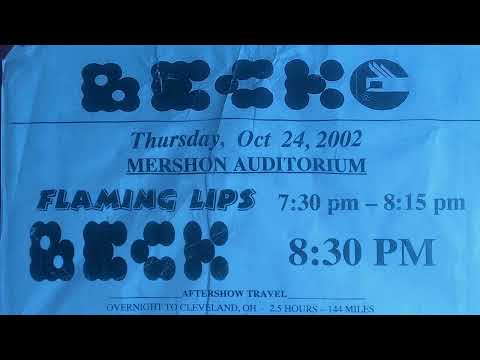 BECK
Thursday, Oct 24, 2002
MERSHON AUDITORIUM
FLAMING LIPS 7:30 pm – 8:15 pm
BECK 8:30 PM
AFTERSHOW TRAVEL
OVERNIGHT TO CLEVELAND, OH - 2.5 HOURS – 144 MILES